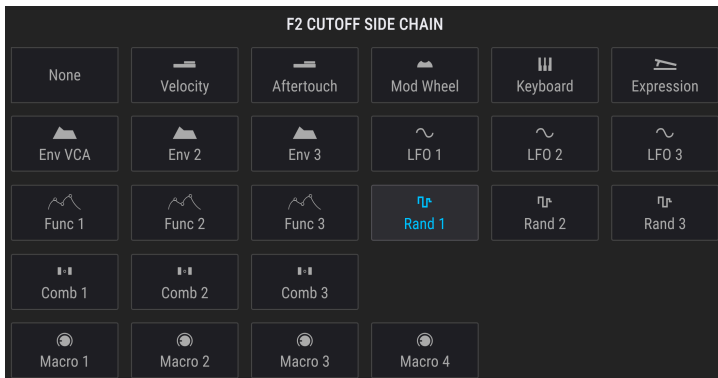 F2 CUTOFF SIDE CHAIN
None
Velocity
Aftertouch
Mod Wheel
Keyboard
Expression
Env VCA
Env 2
Env 3
LFO 1
LFO 2
LFO 3
Func 1
Func 2
Func 3
Rand 1
Rand 2
Rand 3
Comb 1
Comb 2
Comb 3
Macro 1
Macro 2
Macro 3
Macro 4